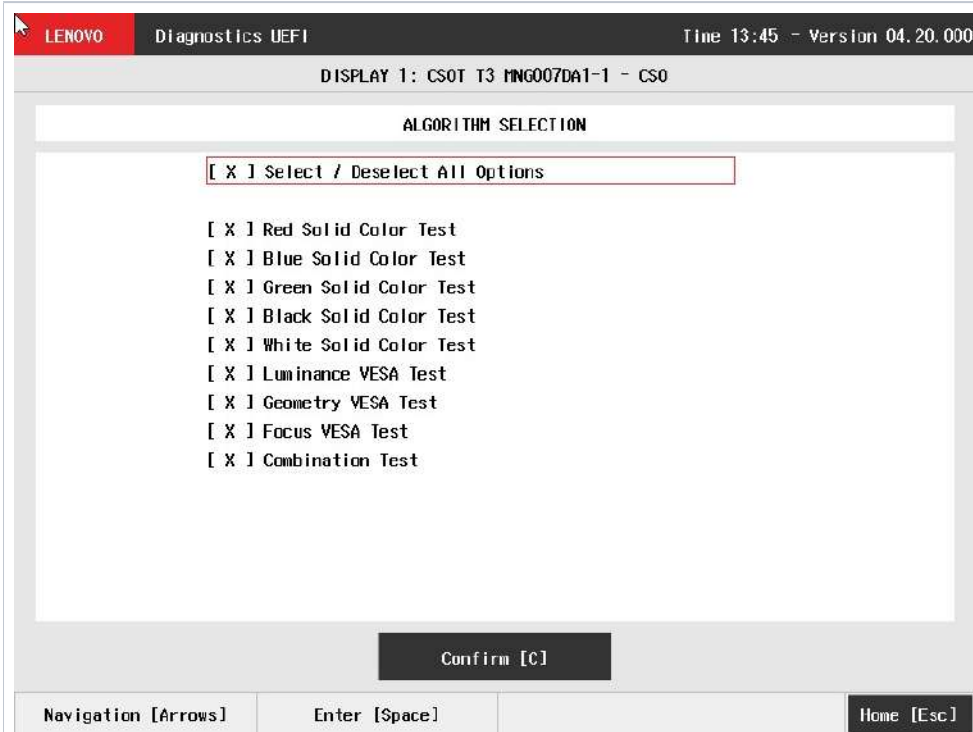 LENOVO Diagnostics UEFI Time 13:45 - Version 04.20.000
DISPLAY 1: CSOT T3 MNG007DA1-1 - CSO
ALGORITHM SELECTION
[ X ] Select / Deselect All Options
[ X ] Red Solid Color Test
[ X ] Blue Solid Color Test
[ X ] Green Solid Color Test
[ X ] Black Solid Color Test
[ X ] White Solid Color Test
[ X ] Luminance VESA Test
[ X ] Geometry VESA Test
[ X ] Focus VESA Test
[ X ] Combination Test
Confirm [C]
Navigation [Arrows] Enter [Space] Home [Esc]